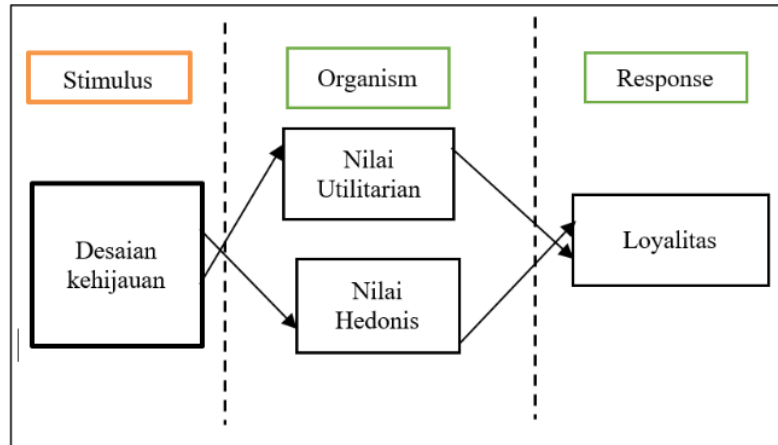 Stimulus
Organism
Response
Nilai
Utilitarian
Desaian
kehijauan
Loyalitas
Nilai
Hedonis